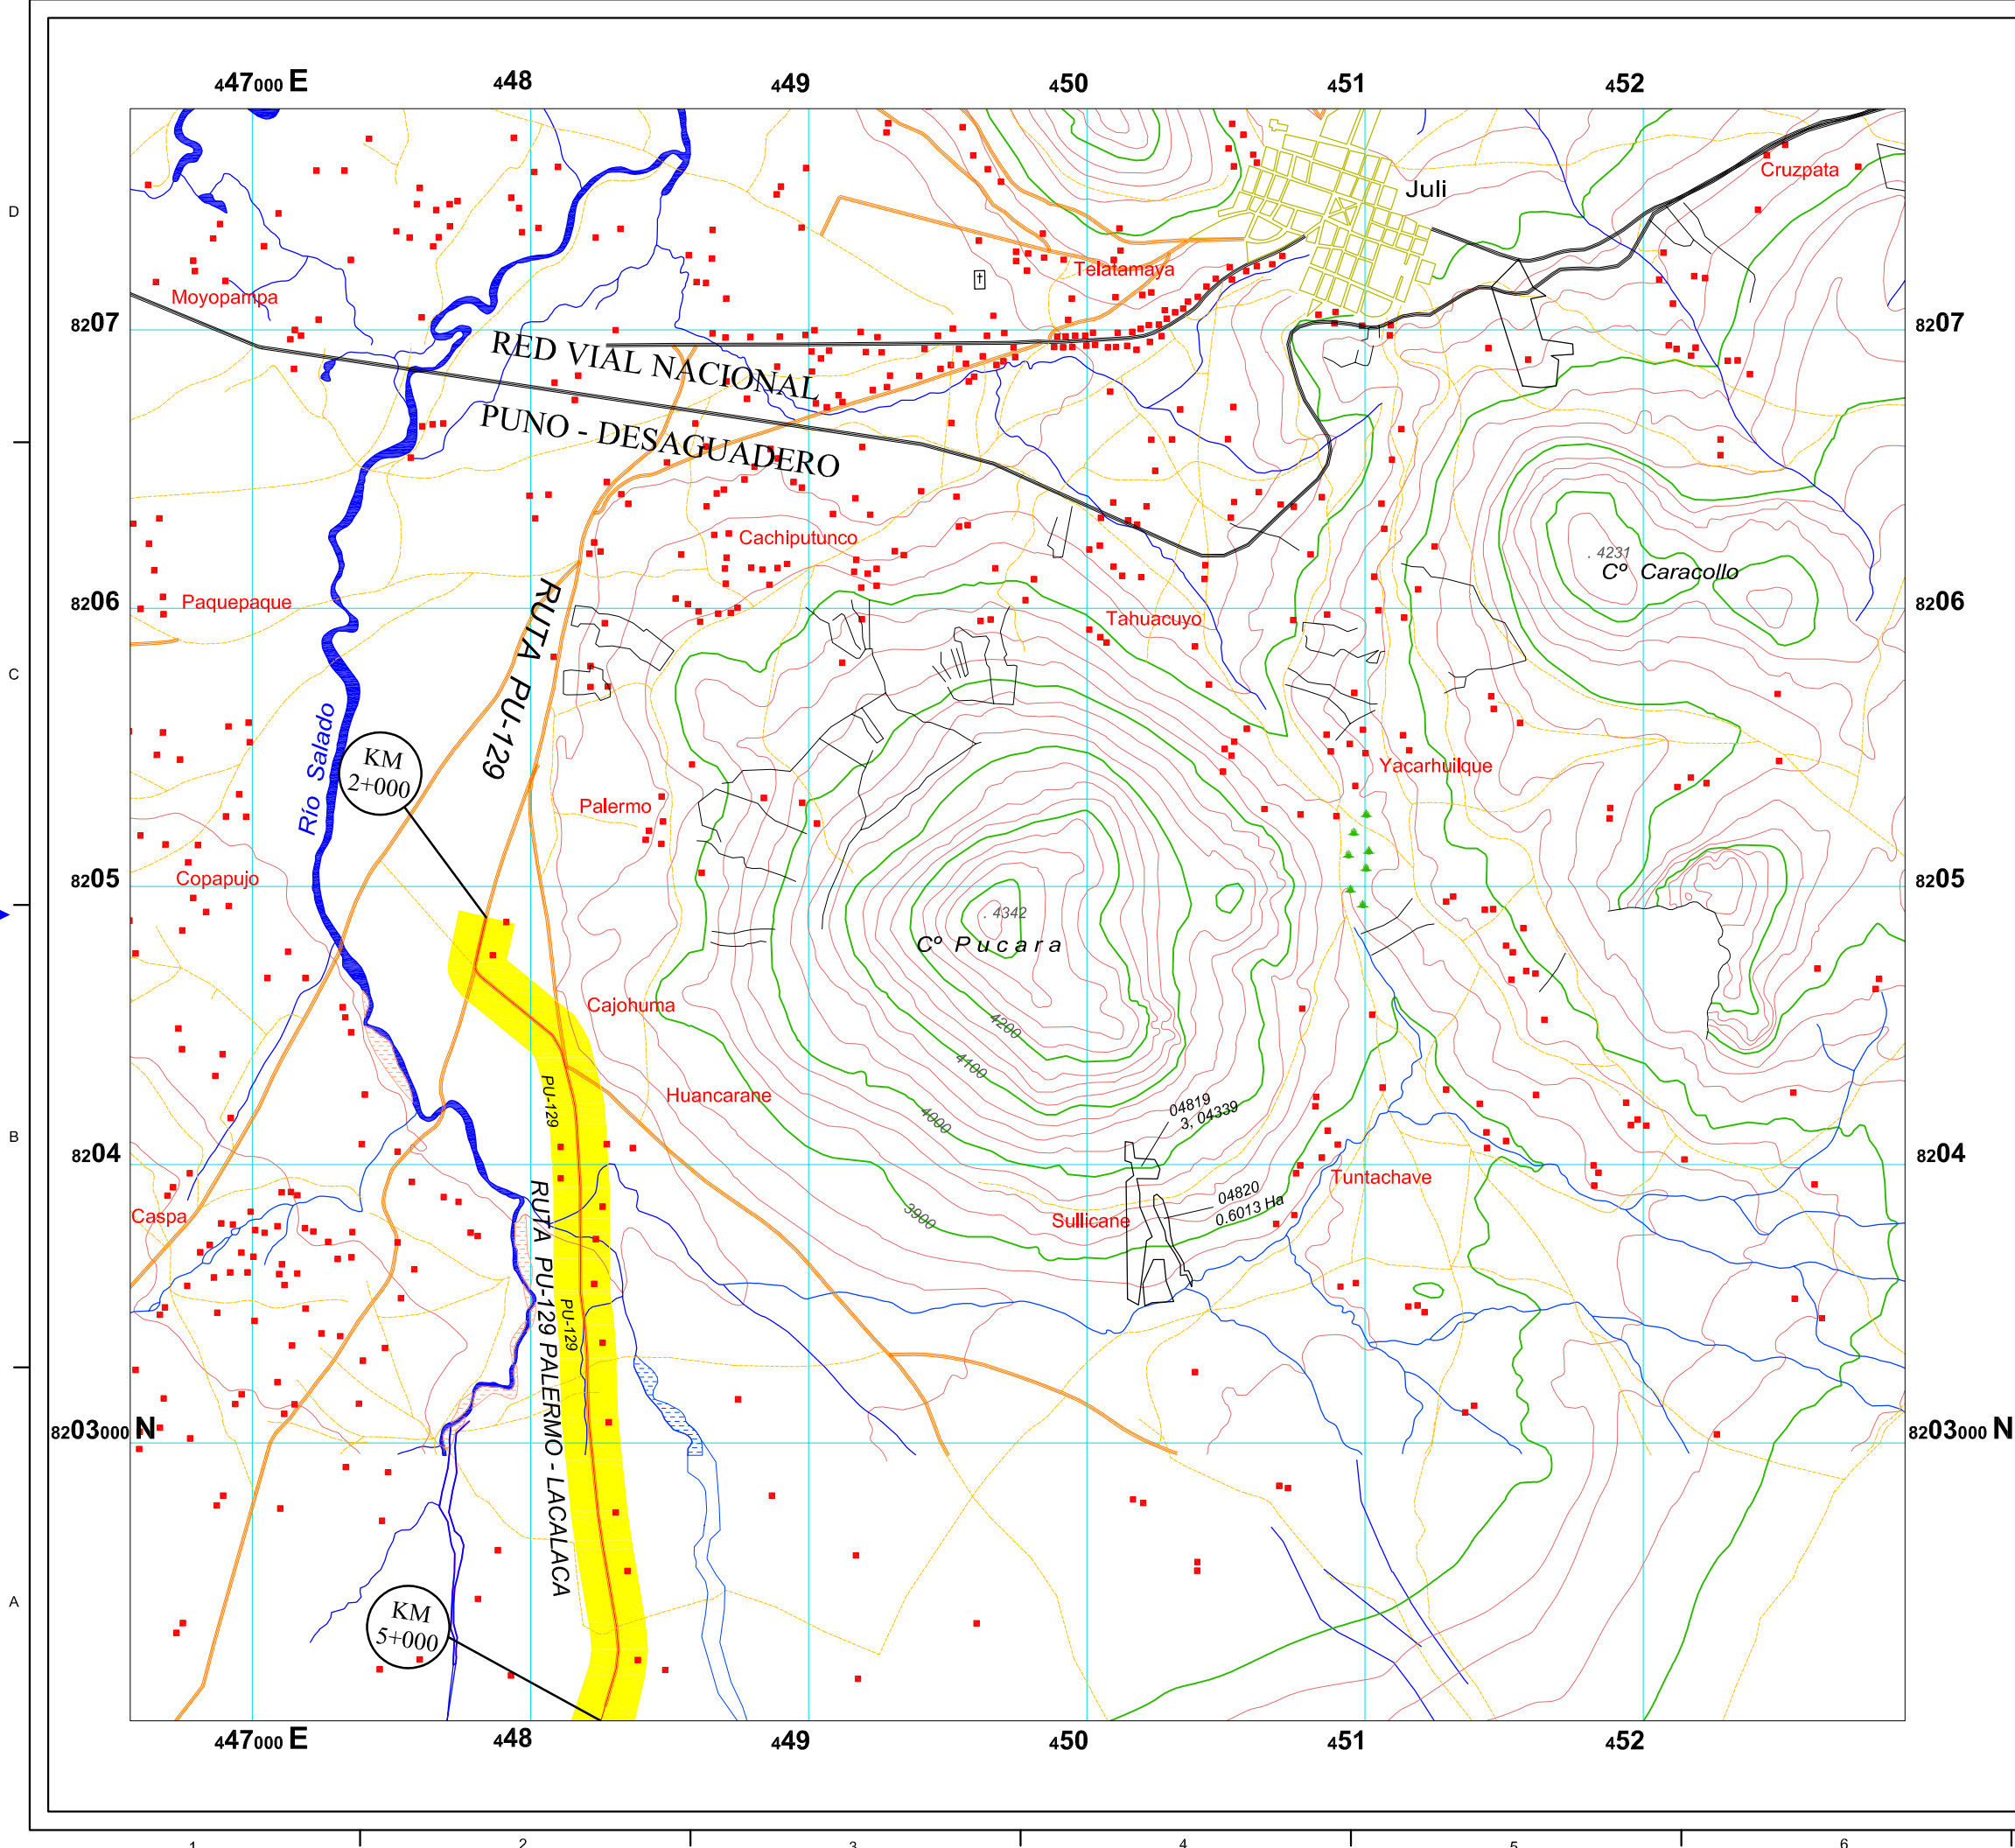 447000 E 448 449 450 451 452
D
Juli
Cruzpata
Telatamaya
Moyopampa
8207 8207
RED VIAL NACIONAL
PUNO - DESAGUADERO
Cachiputunco
. 4231
Cº Caracollo
8206 8206
Paquepaque
Tahuacuyo
RUTA PU-129
C
Río Salado
KM
2+000
Yacarhuilque
Palermo
8205 8205
Copapujo
. 4342
Cº Pucara
Cajohuma
4200
4100
4000
3900
Huancarane
PU-129
04819
3, 04339
B
8204 8204
Tuntachave
04820
0.6013 Ha
Caspa
Sullicane
RUTA PU-129 PALERMO - LACALACA
PU-129
8203000 N 8203000 N
A
KM
5+000
447000 E 448 449 450 451 452
1 2 3 4 5 6